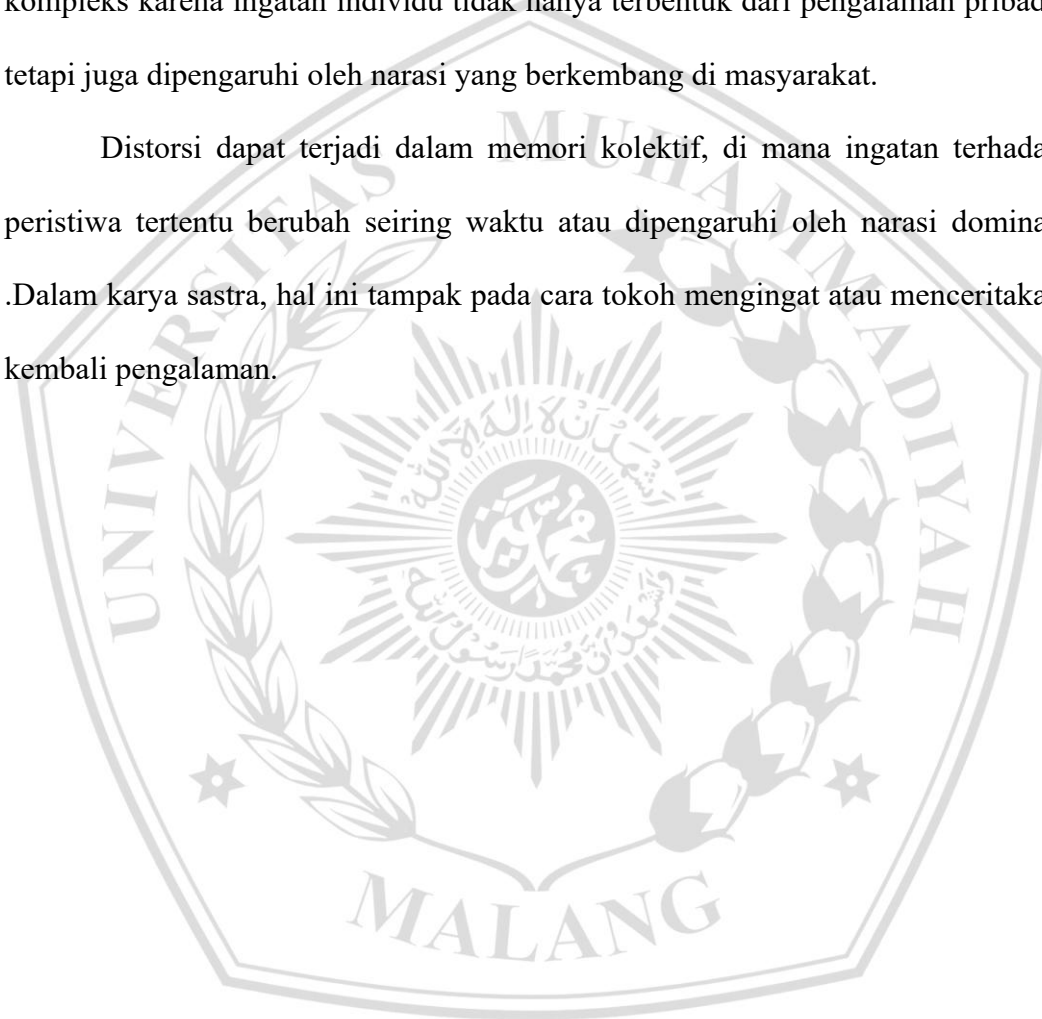 kompleks karena ingatan individu tidak hanya terbentuk dari pengalaman pribad
tetapi juga dipengaruhi oleh narasi yang berkembang di masyarakat.
Distorsi dapat terjadi dalam memori kolektif, di mana ingatan terhada
peristiwa tertentu berubah seiring waktu atau dipengaruhi oleh narasi domina
.Dalam karya sastra, hal ini tampak pada cara tokoh mengingat atau menceritaka
kembali pengalaman.
UNIVERSITAS MUHAMMADIYAH
MALANG